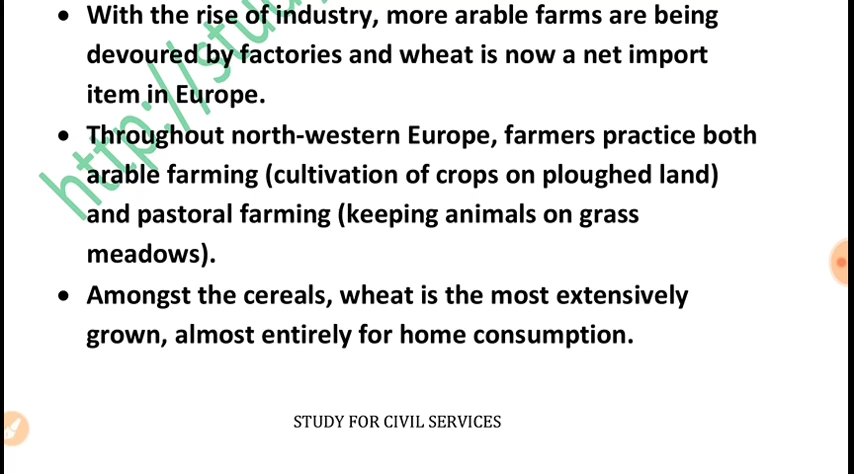 • With the rise of industry, more arable farms are being
devoured by factories and wheat is now a net import
item in Europe.
• Throughout north-western Europe, farmers practice both
arable farming (cultivation of crops on ploughed land)
and pastoral farming (keeping animals on grass
meadows).
• Amongst the cereals, wheat is the most extensively
grown, almost entirely for home consumption.
http://stu
STUDY FOR CIVIL SERVICES